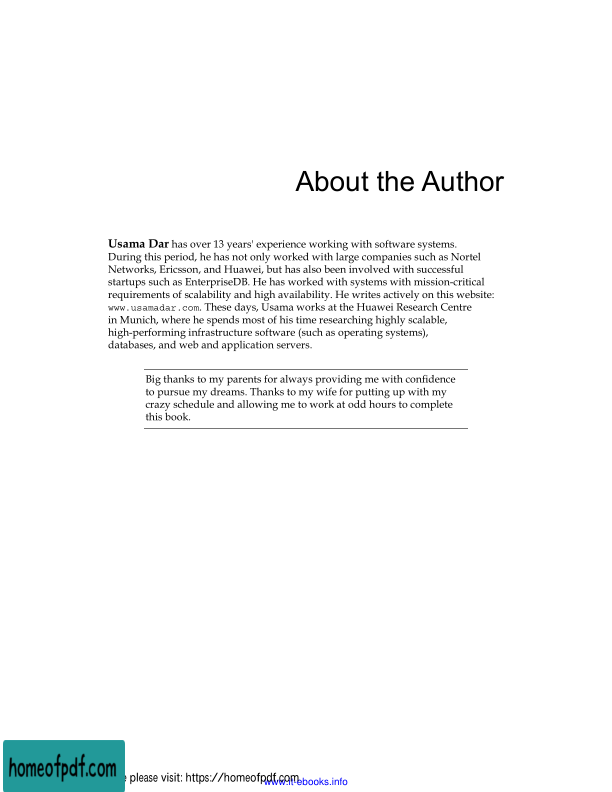 About the Author
Usama Dar has over 13 years' experience working with software systems.
During this period, he has not only worked with large companies such as Nortel
Networks, Ericsson, and Huawei, but has also been involved with successful
startups such as EnterpriseDB. He has worked with systems with mission-critical
requirements of scalability and high availability. He writes actively on this website:
www.usamadar.com. These days, Usama works at the Huawei Research Centre
in Munich, where he spends most of his time researching highly scalable,
high-performing infrastructure software (such as operating systems),
databases, and web and application servers.
Big thanks to my parents for always providing me with confidence
to pursue my dreams. Thanks to my wife for putting up with my
crazy schedule and allowing me to work at odd hours to complete
this book.
homeofpdf.com
please visit: https://homeofpdf.com
www.it-ebooks.info